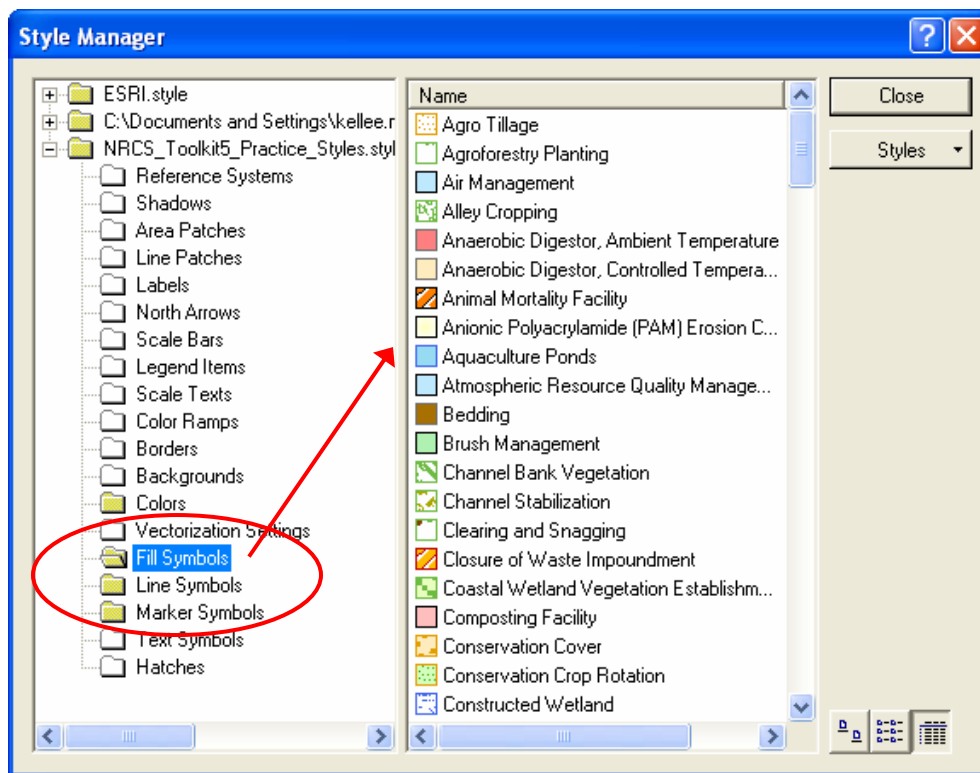 Style Manager
ESRI.style
C:\Documents and Settings\kellee.r
NRCS_Toolkit5_Practice_Styles.styl
Reference Systems
Shadows
Area Patches
Line Patches
Labels
North Arrows
Scale Bars
Legend Items
Scale Texts
Color Ramps
Borders
Backgrounds
Colors
Vectorization Settings
Fill Symbols
Line Symbols
Marker Symbols
Text Symbols
Hatches
Name
Agro Tillage
Agroforestry Planting
Air Management
Alley Cropping
Anaerobic Digestor, Ambient Temperature
Anaerobic Digestor, Controlled Tempera...
Animal Mortality Facility
Anionic Polyacrylamide (PAM) Erosion C...
Aquaculture Ponds
Atmospheric Resource Quality Manage...
Bedding
Brush Management
Channel Bank Vegetation
Channel Stabilization
Clearing and Snagging
Closure of Waste Impoundment
Coastal Wetland Vegetation Establishm...
Composting Facility
Conservation Cover
Conservation Crop Rotation
Constructed Wetland
Close
Styles